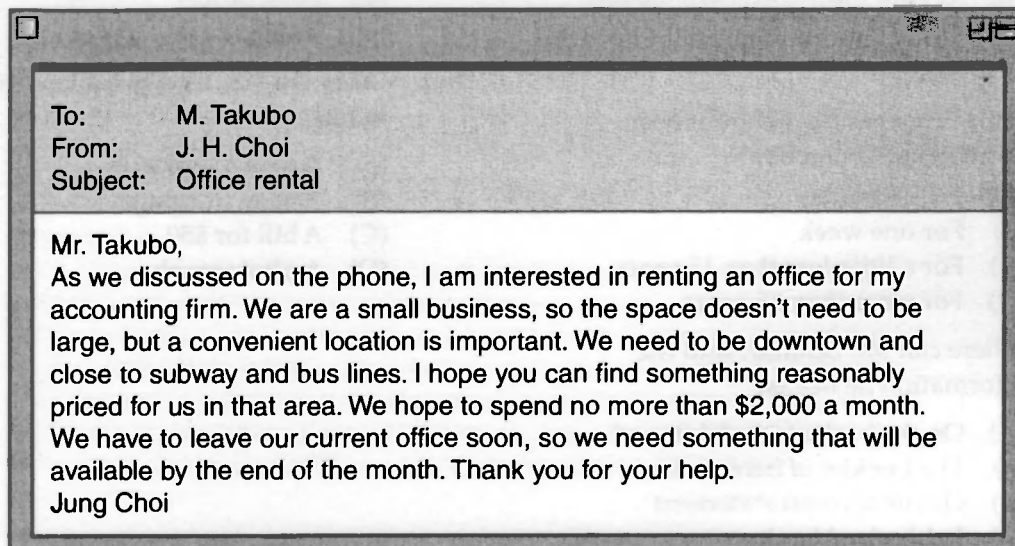 To: M. Takubo
From: J. H. Choi
Subject: Office rental
Mr. Takubo,
As we discussed on the phone, I am interested in renting an office for my
accounting firm. We are a small business, so the space doesn't need to be
large, but a convenient location is important. We need to be downtown and
close to subway and bus lines. I hope you can find something reasonably
priced for us in that area. We hope to spend no more than $2,000 a month.
We have to leave our current office soon, so we need something that will be
available by the end of the month. Thank you for your help.
Jung Choi